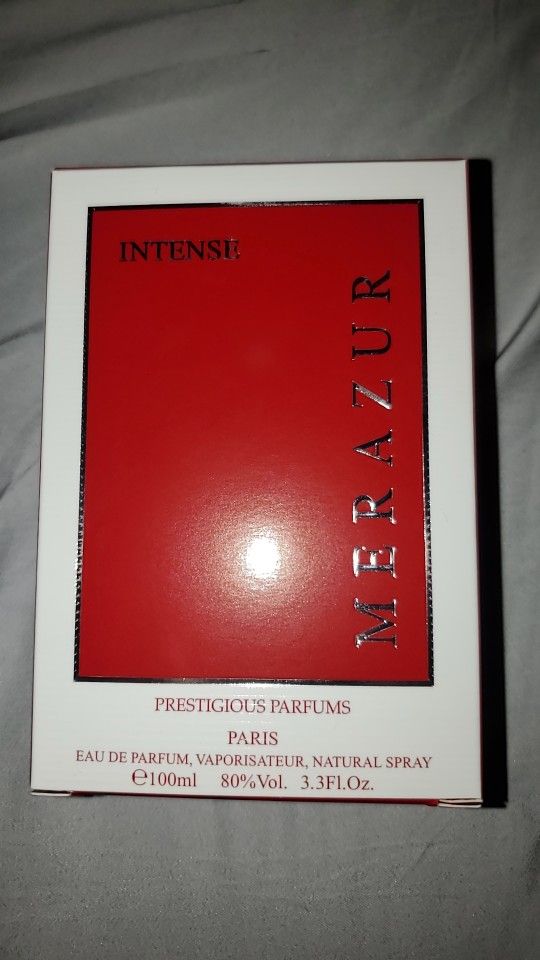 INTENSE
MERAZUR
PRESTIGIOUS PARFUMS
PARIS
EAU DE PARFUM, VAPORISATEUR, NATURAL SPRAY
℮100ml 80%Vol. 3.3Fl.Oz.